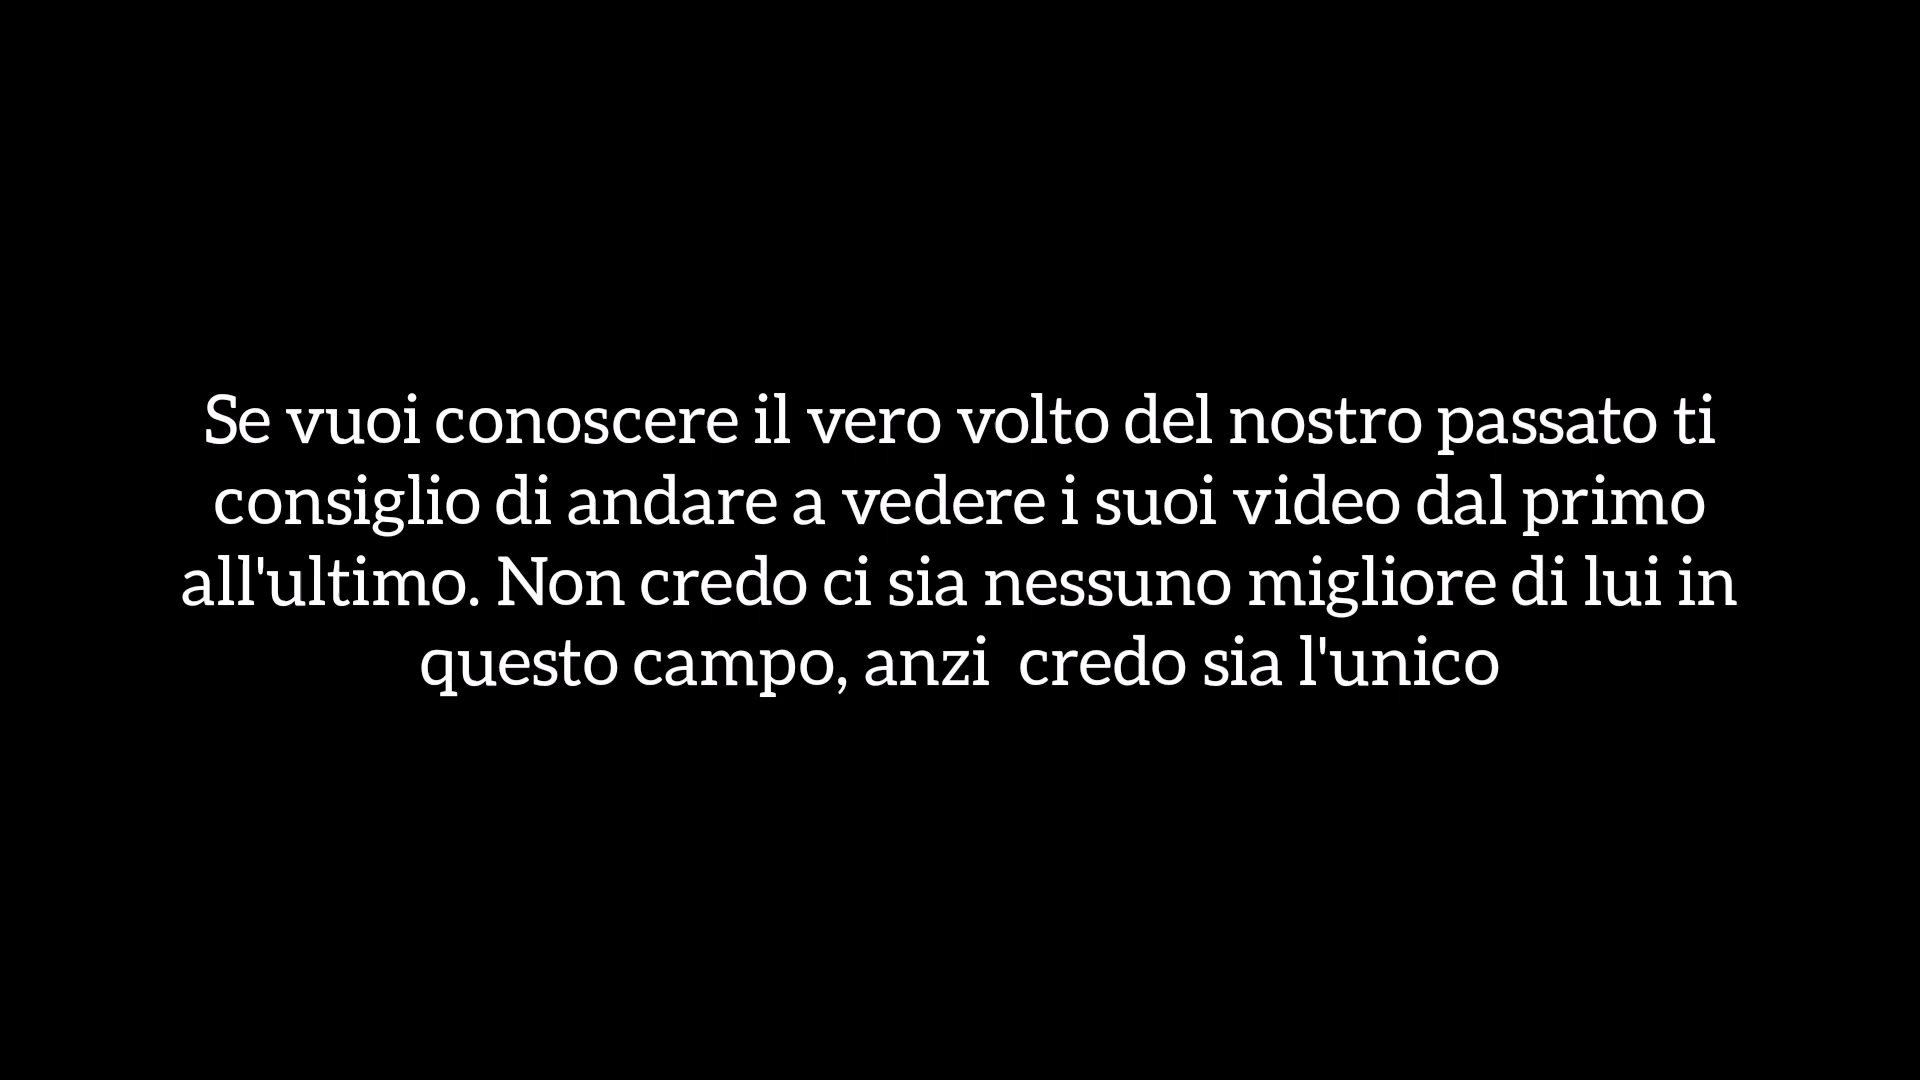 Se vuoi conoscere il vero volto del nostro passato ti
consiglio di andare a vedere i suoi video dal primo
all'ultimo. Non credo ci sia nessuno migliore di lui in
questo campo, anzi  credo sia l'unico